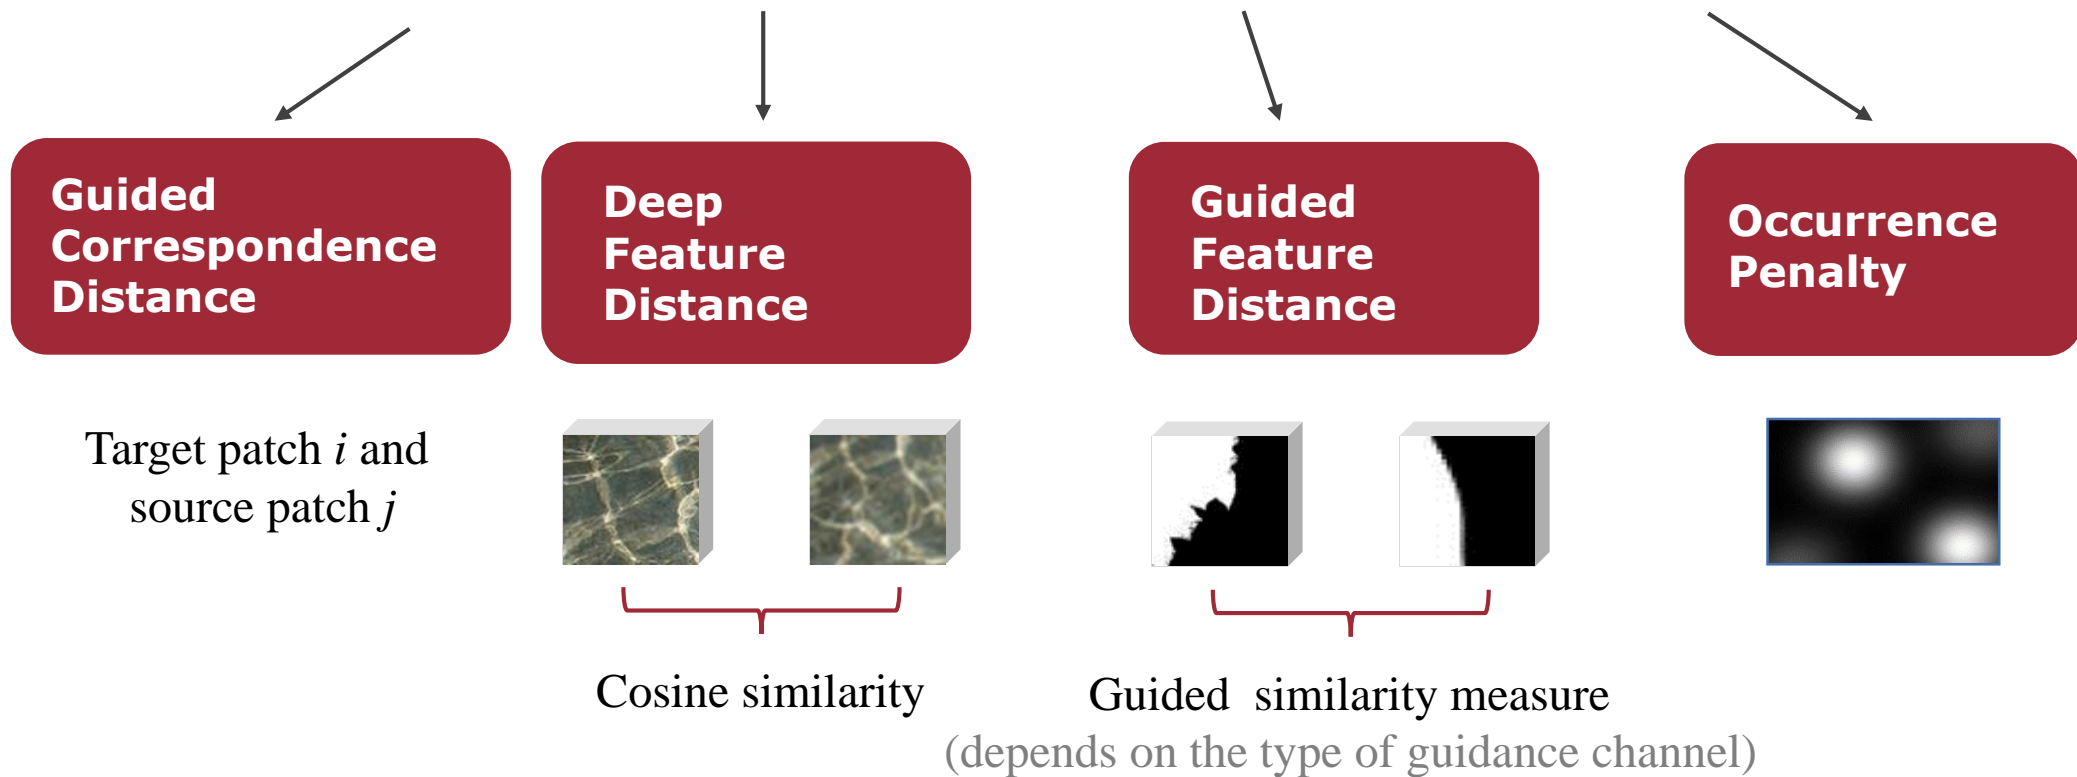 Guided
Correspondence
Distance
Deep
Feature
Distance
Guided
Feature
Distance
Occurrence
Penalty
Target patch i and
source patch j
Cosine similarity
Guided similarity measure
(depends on the type of guidance channel)